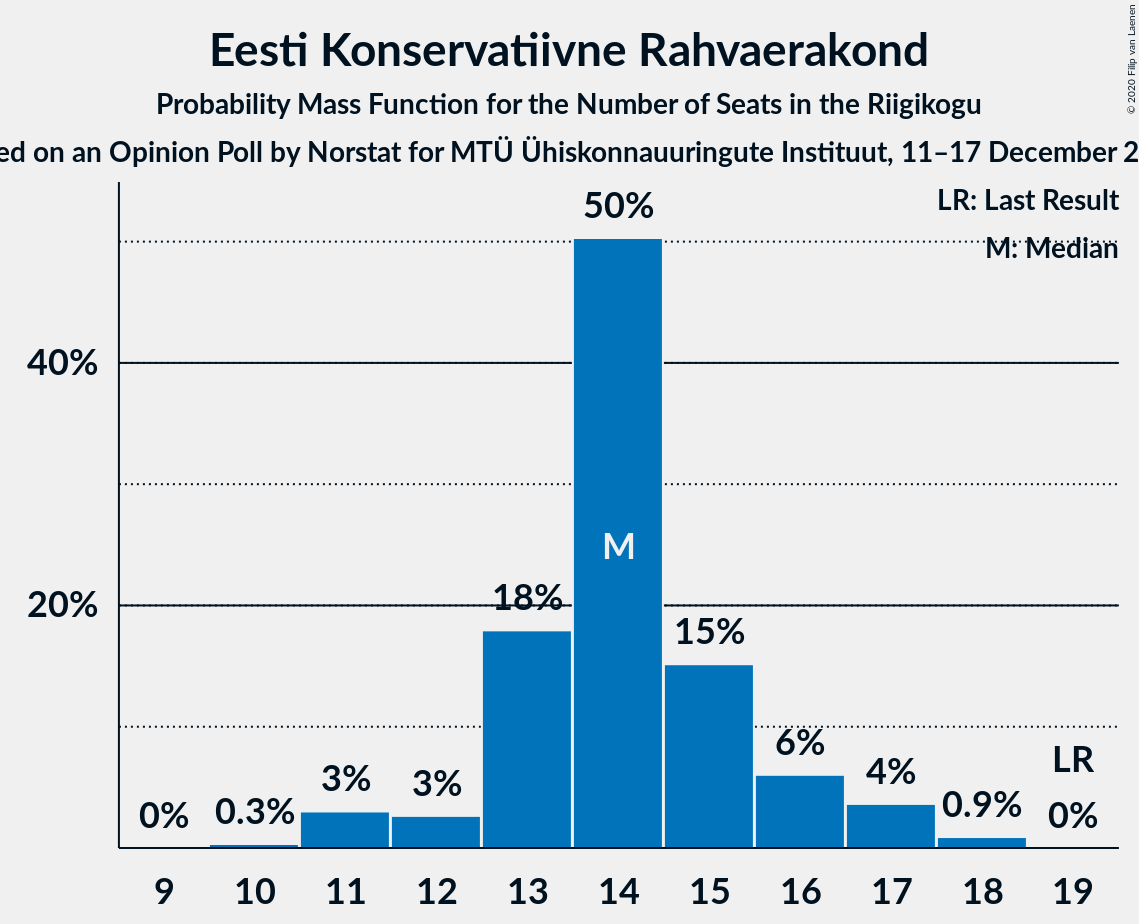 Eesti Konservatiivne Rahvaerakond
Probability Mass Function for the Number of Seats in the Riigikogu
ed on an Opinion Poll by Norstat for MTÜ Ühiskonnauuringute Instituut, 11–17 December 2
© 2020 Filip van Laenen
LR: Last Result
M: Median
40%
20%
0%
0.3%
3%
3%
18%
50%
M
15%
6%
4%
0.9%
LR
0%
9 10 11 12 13 14 15 16 17 18 19